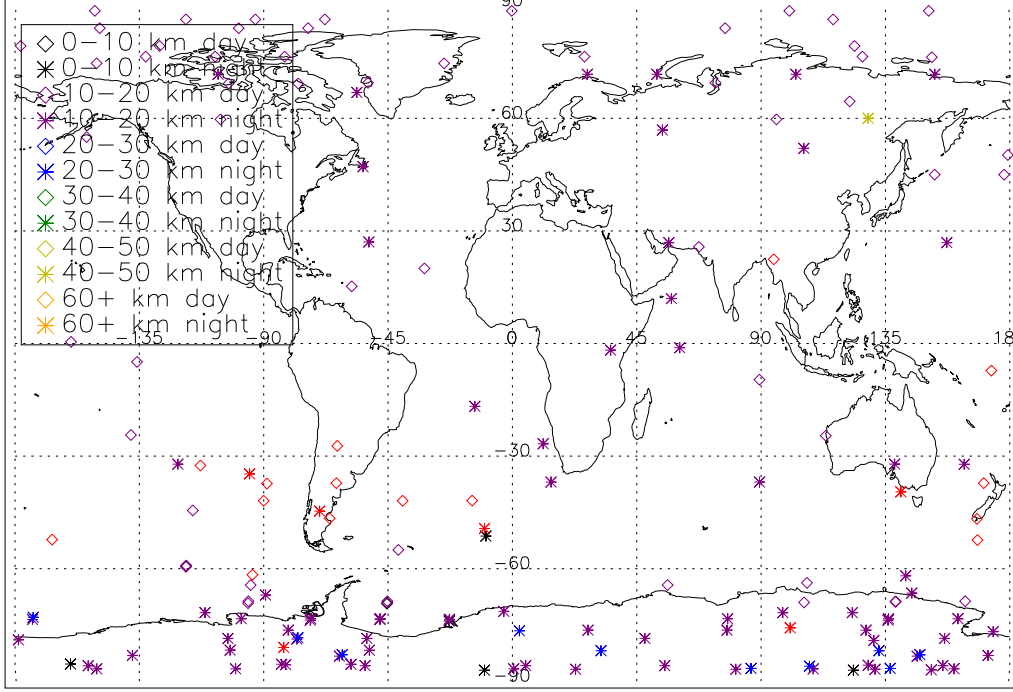 90
0-10 km day
0-10 km night
10-20 km day
10-20 km night
60
20-30 km day
20-30 km night
30-40 km day
30-40 km night
30
40-50 km day
40-50 km night
60+ km day
60+ km night
-135 -90 -45 0 45 90 135 18
-30
-60
-90